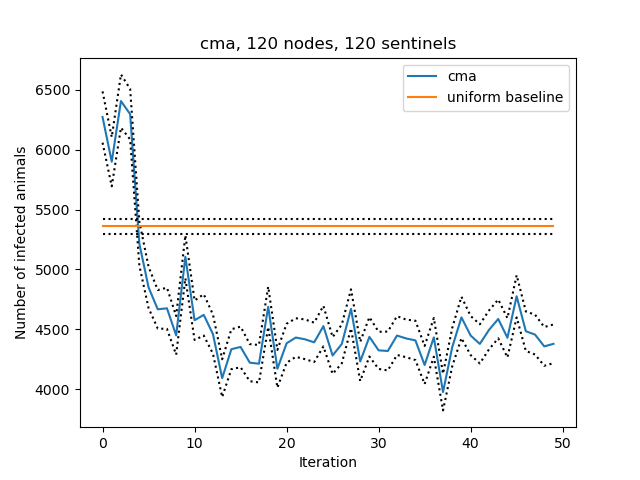 cma, 120 nodes, 120 sentinels
cma
uniform baseline
Number of infected animals
6500
6000
5500
5000
4500
4000
0 10 20 30 40 50
Iteration